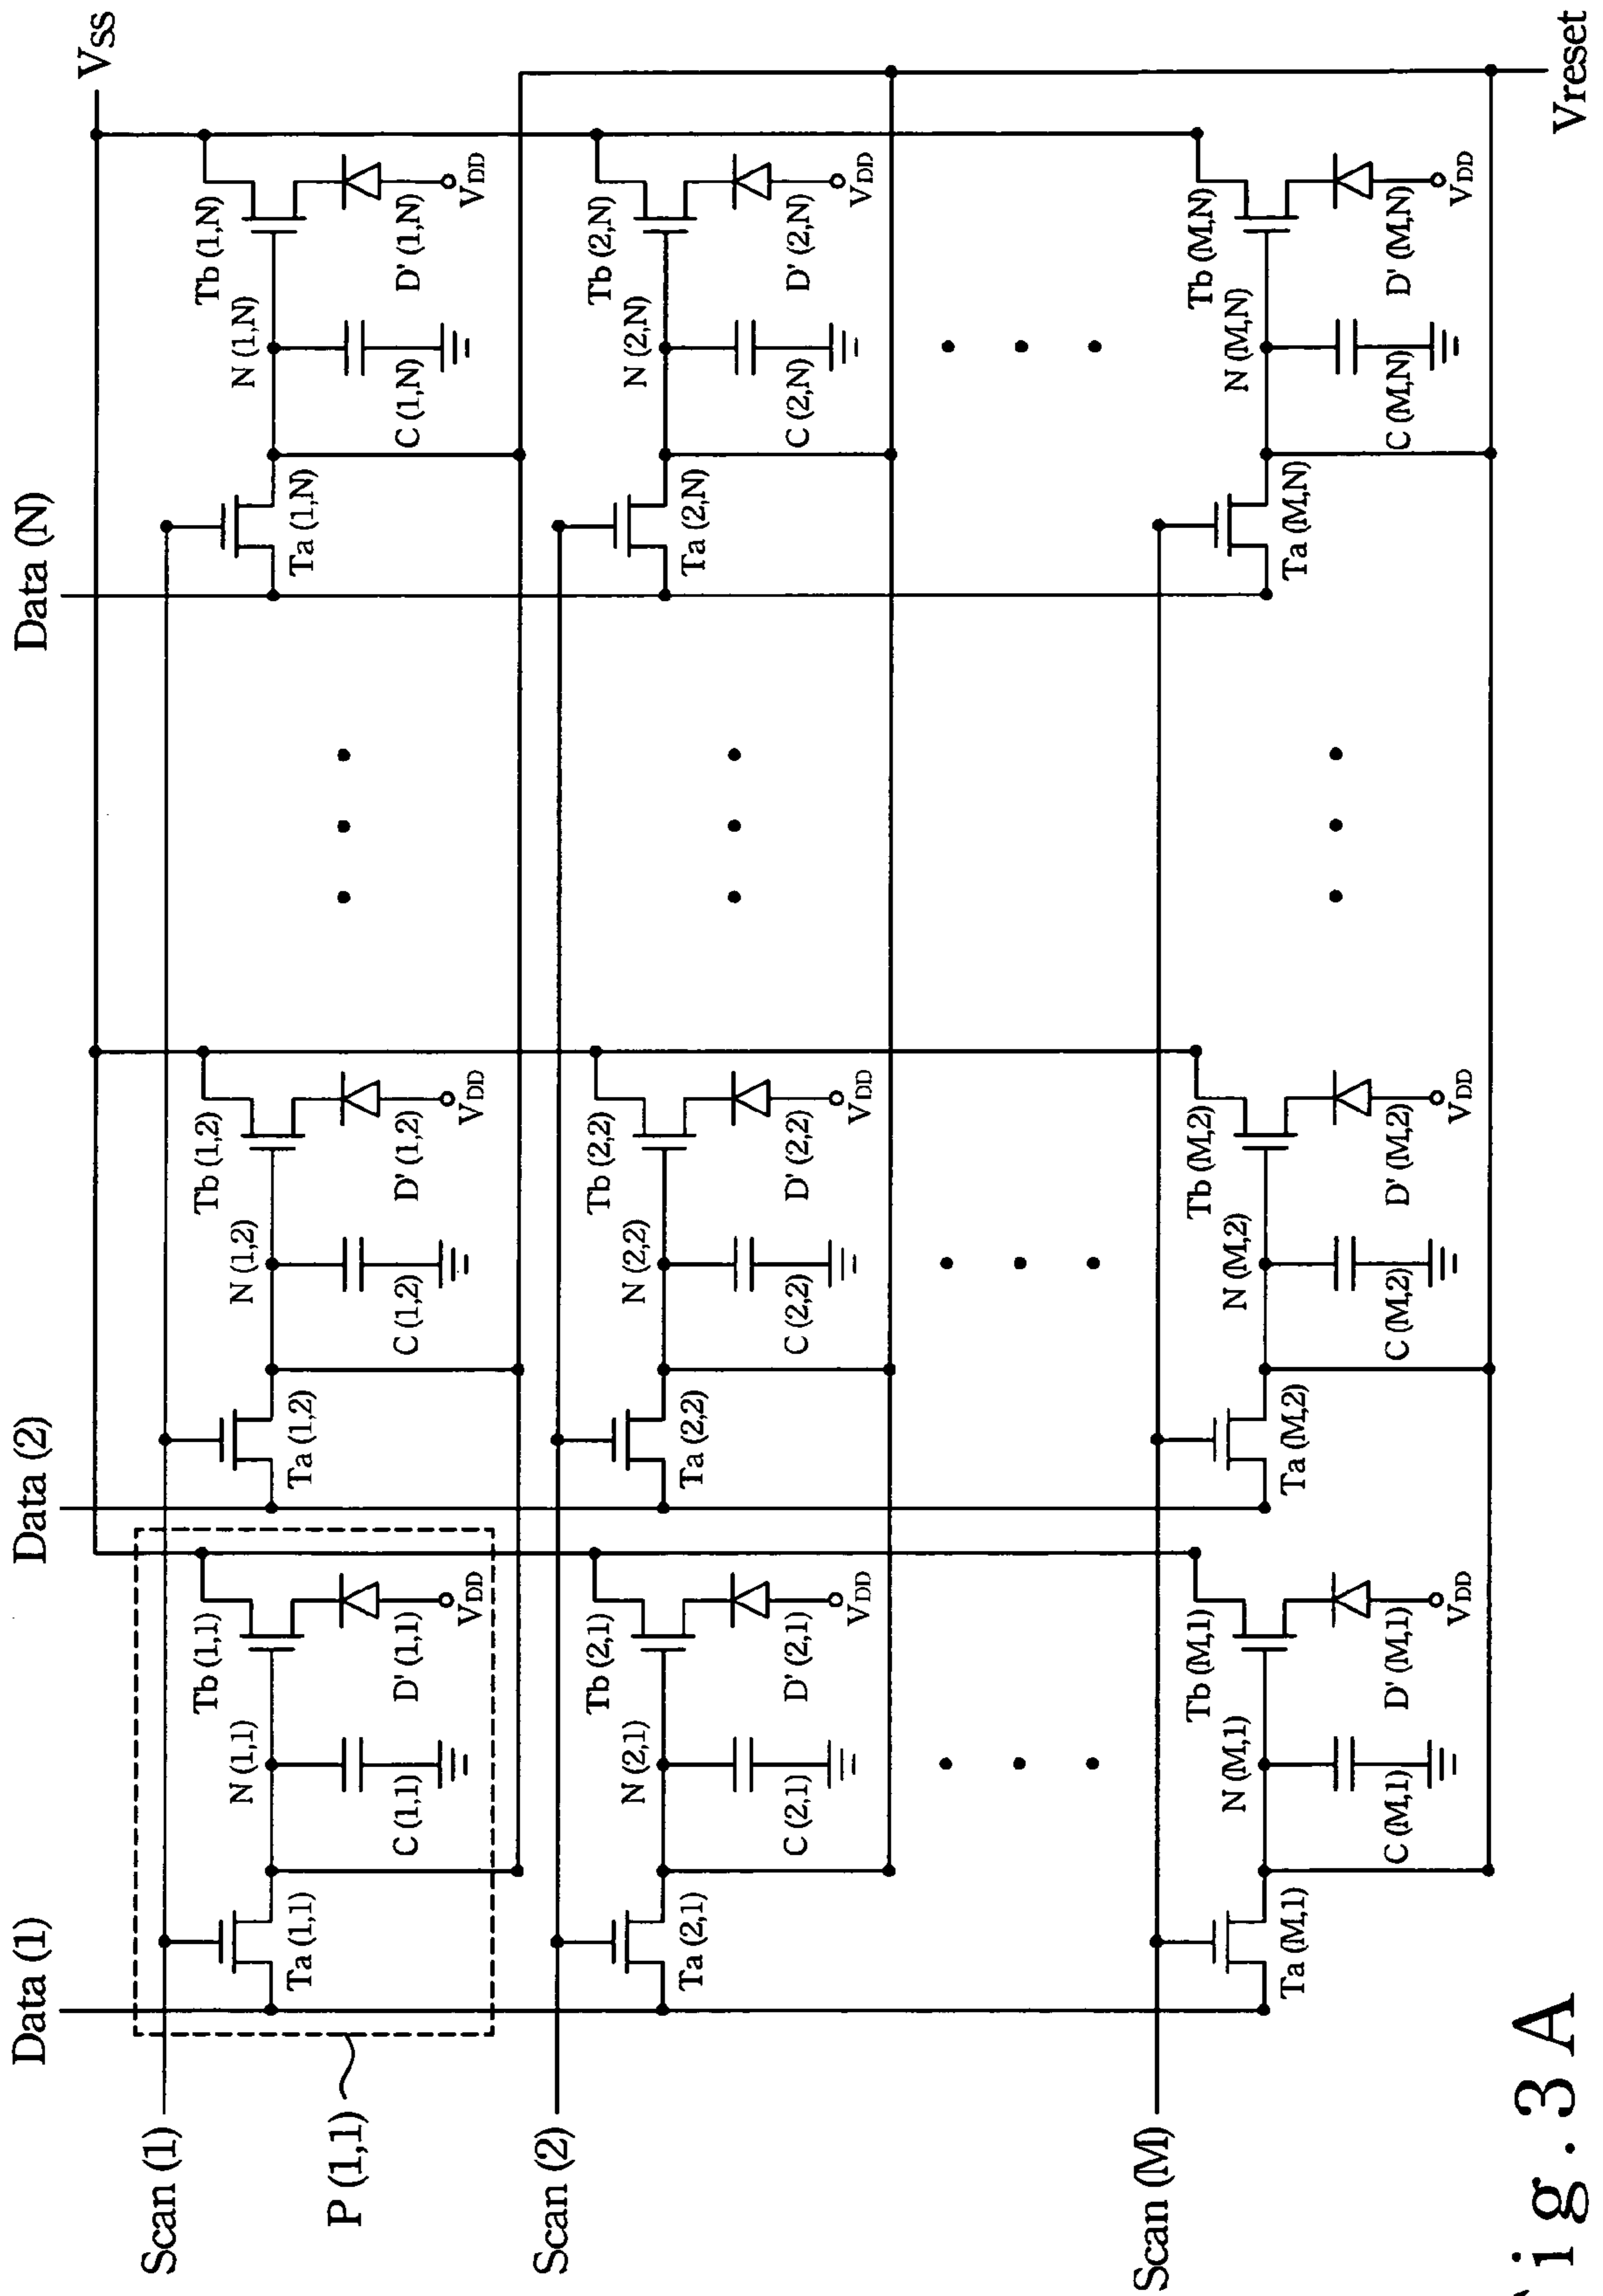 Data (1)
Data (2)
Data (N)
Vss
Scan (1)
Tb (1,1)
Tb (1,2)
Tb (1,N)
N (1,1)
N (1,2)
N (1,N)
Ta (1,1)
Ta (1,2)
Ta (1,N)
P (1,1)
C (1,1)
D' (1,1)
C (1,2)
D' (1,2)
C (1,N)
D' (1,N)
VDD
VDD
VDD
Scan (2)
Tb (2,1)
Tb (2,2)
Tb (2,N)
N (2,1)
N (2,2)
N (2,N)
Ta (2,1)
Ta (2,2)
Ta (2,N)
C (2,1)
D' (2,1)
C (2,2)
D' (2,2)
C (2,N)
D' (2,N)
VDD
VDD
VDD
Scan (M)
Tb (M,1)
Tb (M,2)
Tb (M,N)
N (M,1)
N (M,2)
N (M,N)
Ta (M,1)
Ta (M,2)
Ta (M,N)
C (M,1)
D' (M,1)
C (M,2)
D' (M,2)
C (M,N)
D' (M,N)
VDD
VDD
VDD
Vreset
ig. 3A